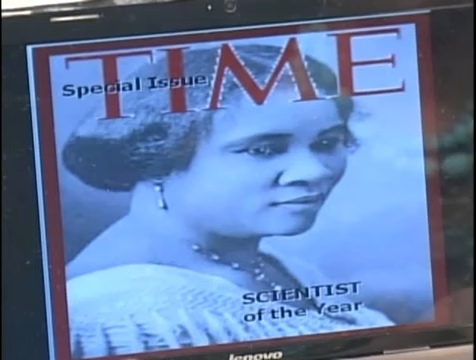 TIME
Special Issue
SCIENTIST
of the Year
lenovo